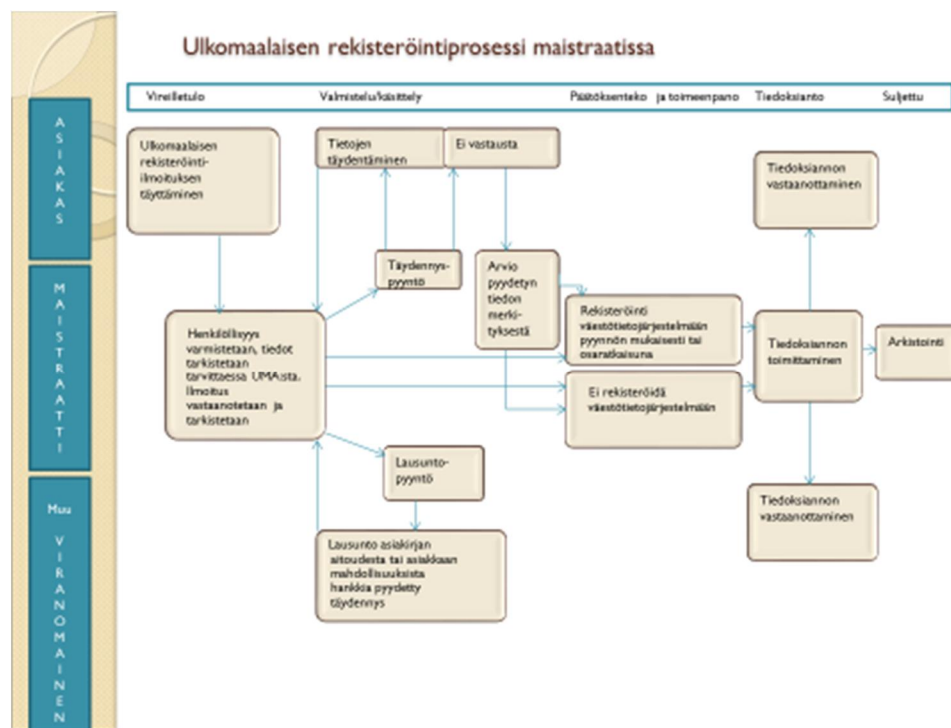 Ulkomaalaisen rekisteröintiprosessi maistraatissa
Vireilletulo
Valmistelu/käsittely
Päätöksenteko ja toimeenpano
Tiedoksianto
Suljettu
ASIAKAS
Ulkomaalaisen
rekisteröinti-
ilmoituksen
täyttäminen
Tietojen
täydentäminen
Ei vastausta
Tiedoksiannon
vastaanottaminen
MAISTRAATTI
Täydennys-
pyyntö
Arvio
pyydetyn
tiedon
merki-
tyksestä
Henkilöllisyys
varmistetaan, tiedot
tarkistetaan
tarvittaessa UMA:sta.
Ilmoitus
vastaanotetaan ja
tarkistetaan
Rekisteröinti
väestötietojärjestelmään
pyynnön mukaisesti tai
osaratkaisuna
Ei rekisteröidä
väestötietojärjestelmään
Tiedoksiannon
toimittaminen
Arkistointi
Lausunto-
pyyntö
Muu
VIRANOMAINEN
Lausunto asiakirjan
aitoudesta tai asiakkaan
mahdollisuuksista
hankkia pyydetty
täydennys
Tiedoksiannon
vastaanottaminen